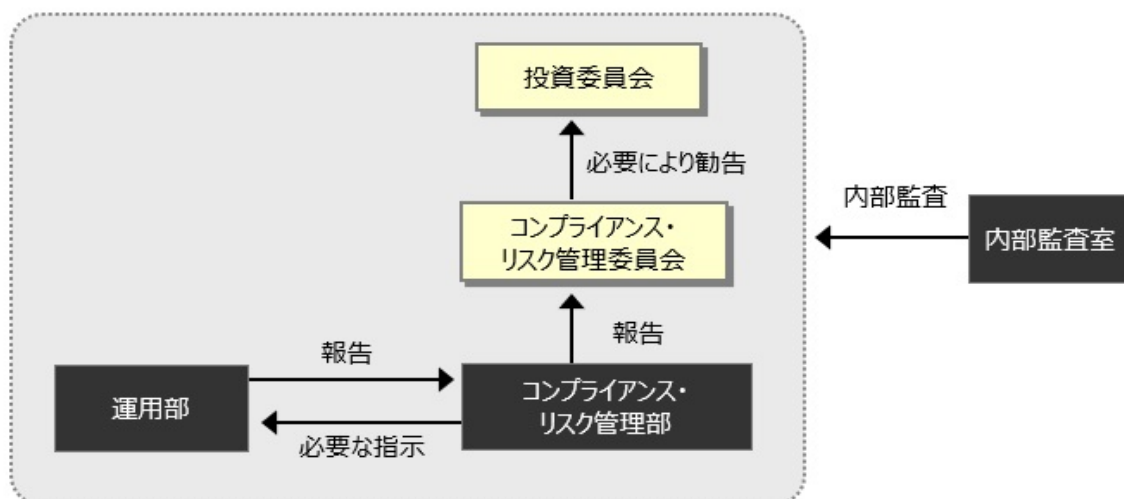 投資委員会
必要により勧告
コンプライアンス・
リスク管理委員会
内部監査
内部監査室
報告
報告
運用部
コンプライアンス・
リスク管理部
必要な指示